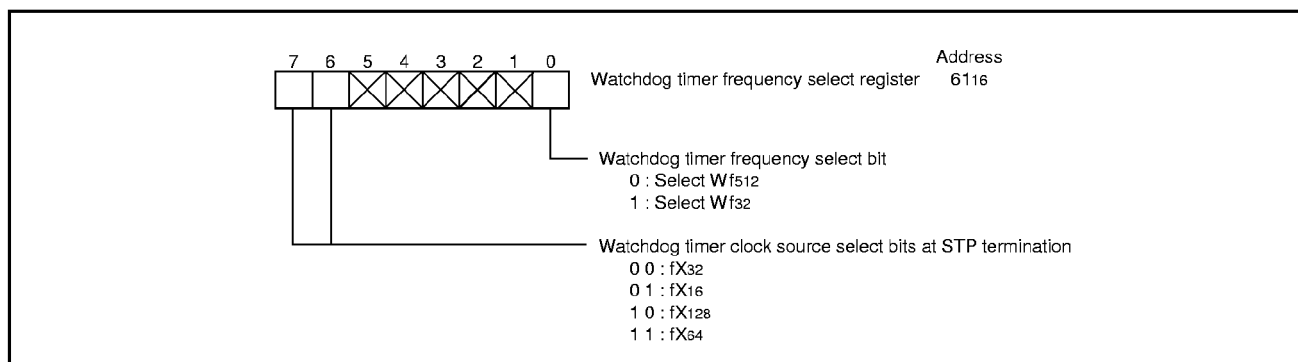 7 6 5 4 3 2 1 0
Address
Watchdog timer frequency select register 6116
Watchdog timer frequency select bit
0 : Select Wf512
1 : Select Wf32
Watchdog timer clock source select bits at STP termination
0 0 : fX32
0 1 : fX16
1 0 : fX128
1 1 : fX64